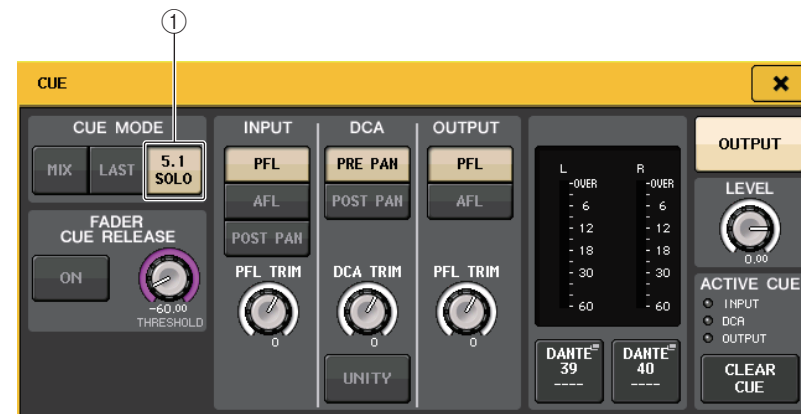 1
CUE
CUE MODE
MIX
LAST
5.1
SOLO
FADER
CUE RELEASE
ON
-60.00
THRESHOLD
INPUT
PFL
AFL
POST PAN
PFL TRIM
0
DCA
PRE PAN
POST PAN
DCA TRIM
0
UNITY
OUTPUT
PFL
AFL
PFL TRIM
0
L R
-OVER -OVER
6 6
12 12
18 18
30 30
60 60
DANTE
39
----
DANTE
40
----
OUTPUT
LEVEL
0.00
ACTIVE CUE
INPUT
DCA
OUTPUT
CLEAR
CUE